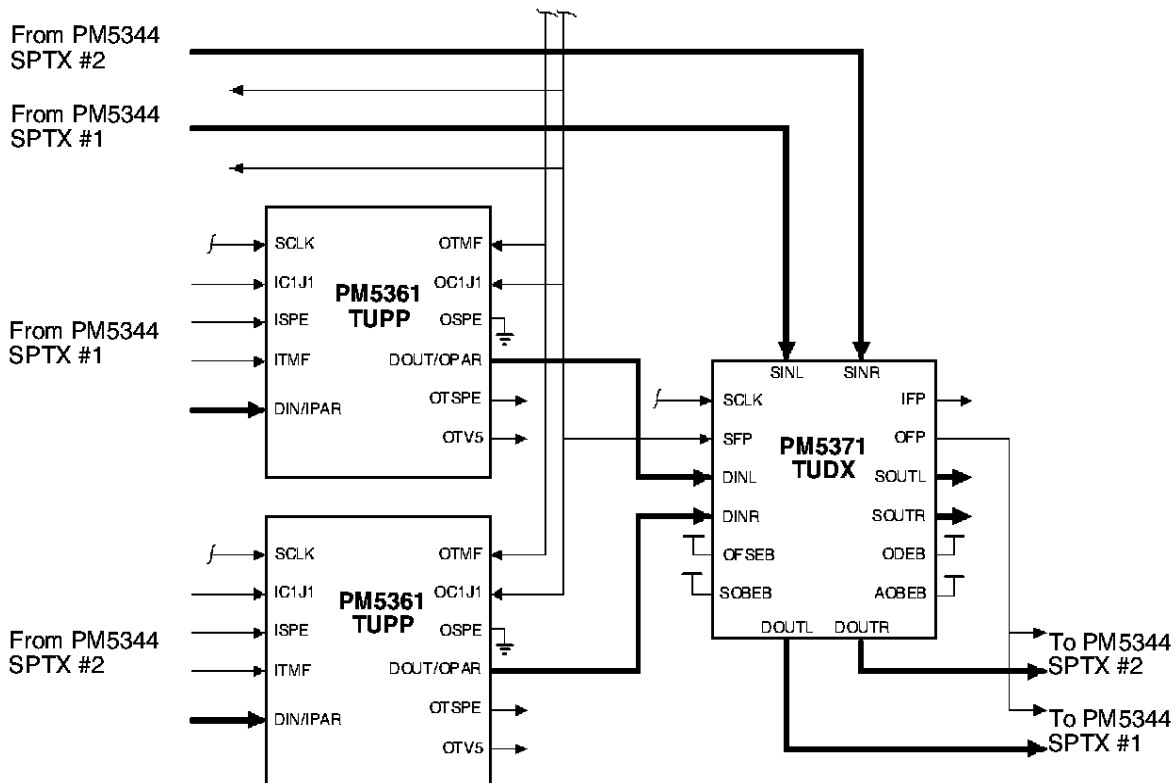 From PM5344
SPTX #2
From PM5344
SPTX #1
SCLK
IC1J1
ISPE
ITMF
DIN/IPAR
PM5361
TUPP
OTMF
OC1J1
OSPE
DOUT/OPAR
OTSPE
OTV5
From PM5344
SPTX #1
SINL
SINR
SCLK
SFP
DINL
DINR
OFSEB
SOBEB
PM5371
TUDX
IFP
OFP
SOUTL
SOUTR
ODEB
AOBEB
DOUTL
DOUTR
SCLK
IC1J1
ISPE
ITMF
DIN/IPAR
PM5361
TUPP
OTMF
OC1J1
OSPE
DOUT/OPAR
OTSPE
OTV5
From PM5344
SPTX #2
To PM5344
SPTX #2
To PM5344
SPTX #1